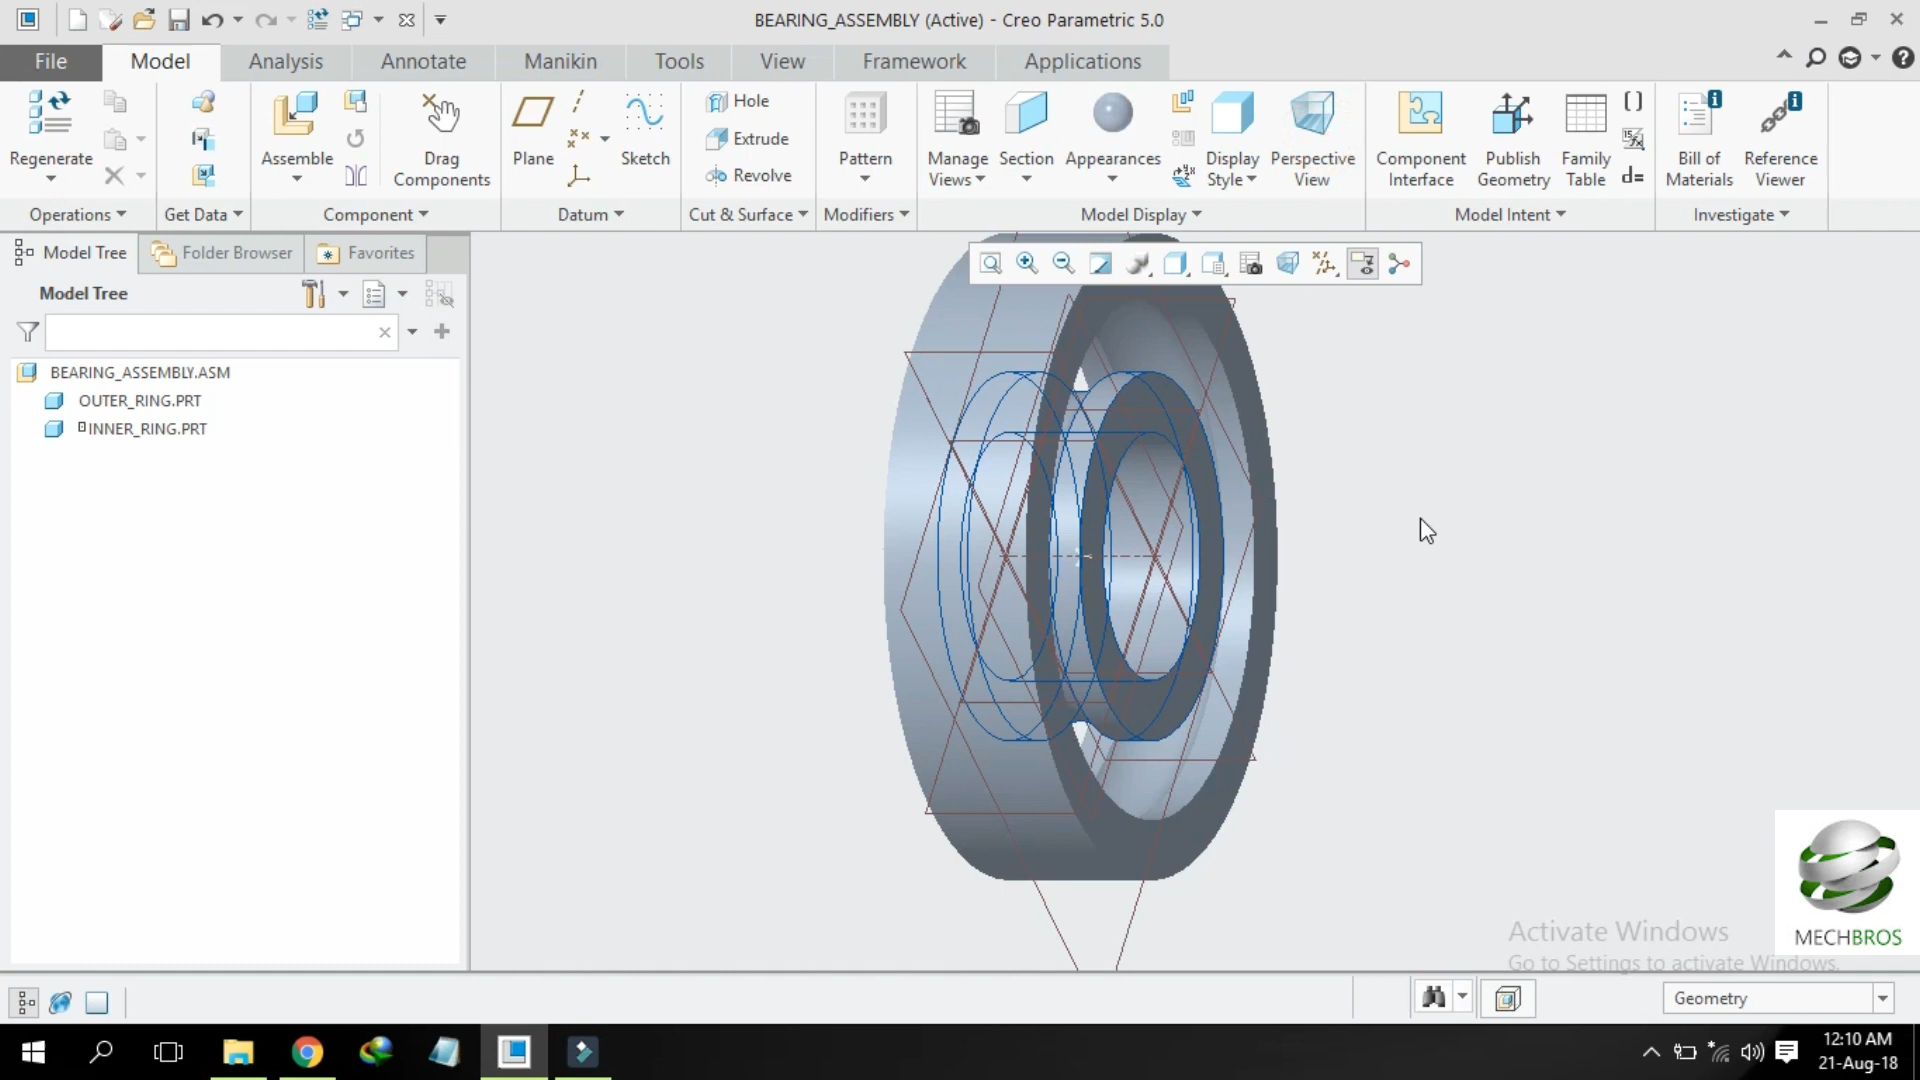 BEARING_ASSEMBLY (Active) - Creo Parametric 5.0
File Model Analysis Annotate Manikin Tools View Framework Applications
Regenerate
Assemble
Drag
Components
Plane
Sketch
Hole
Extrude
Revolve
Pattern
Manage
Views
Section
Appearances
Display
Style
Perspective
View
Component
Interface
Publish
Geometry
Family
Table
d=
Bill of
Materials
Reference
Viewer
Operations Get Data Component Datum Cut & Surface Modifiers Model Display Model Intent Investigate
Model Tree Folder Browser Favorites
Model Tree
BEARING_ASSEMBLY.ASM
OUTER_RING.PRT
INNER_RING.PRT
Activate Windows
Go to Settings to activate Windows.
MECHBROS
Geometry
12:10 AM
21-Aug-18